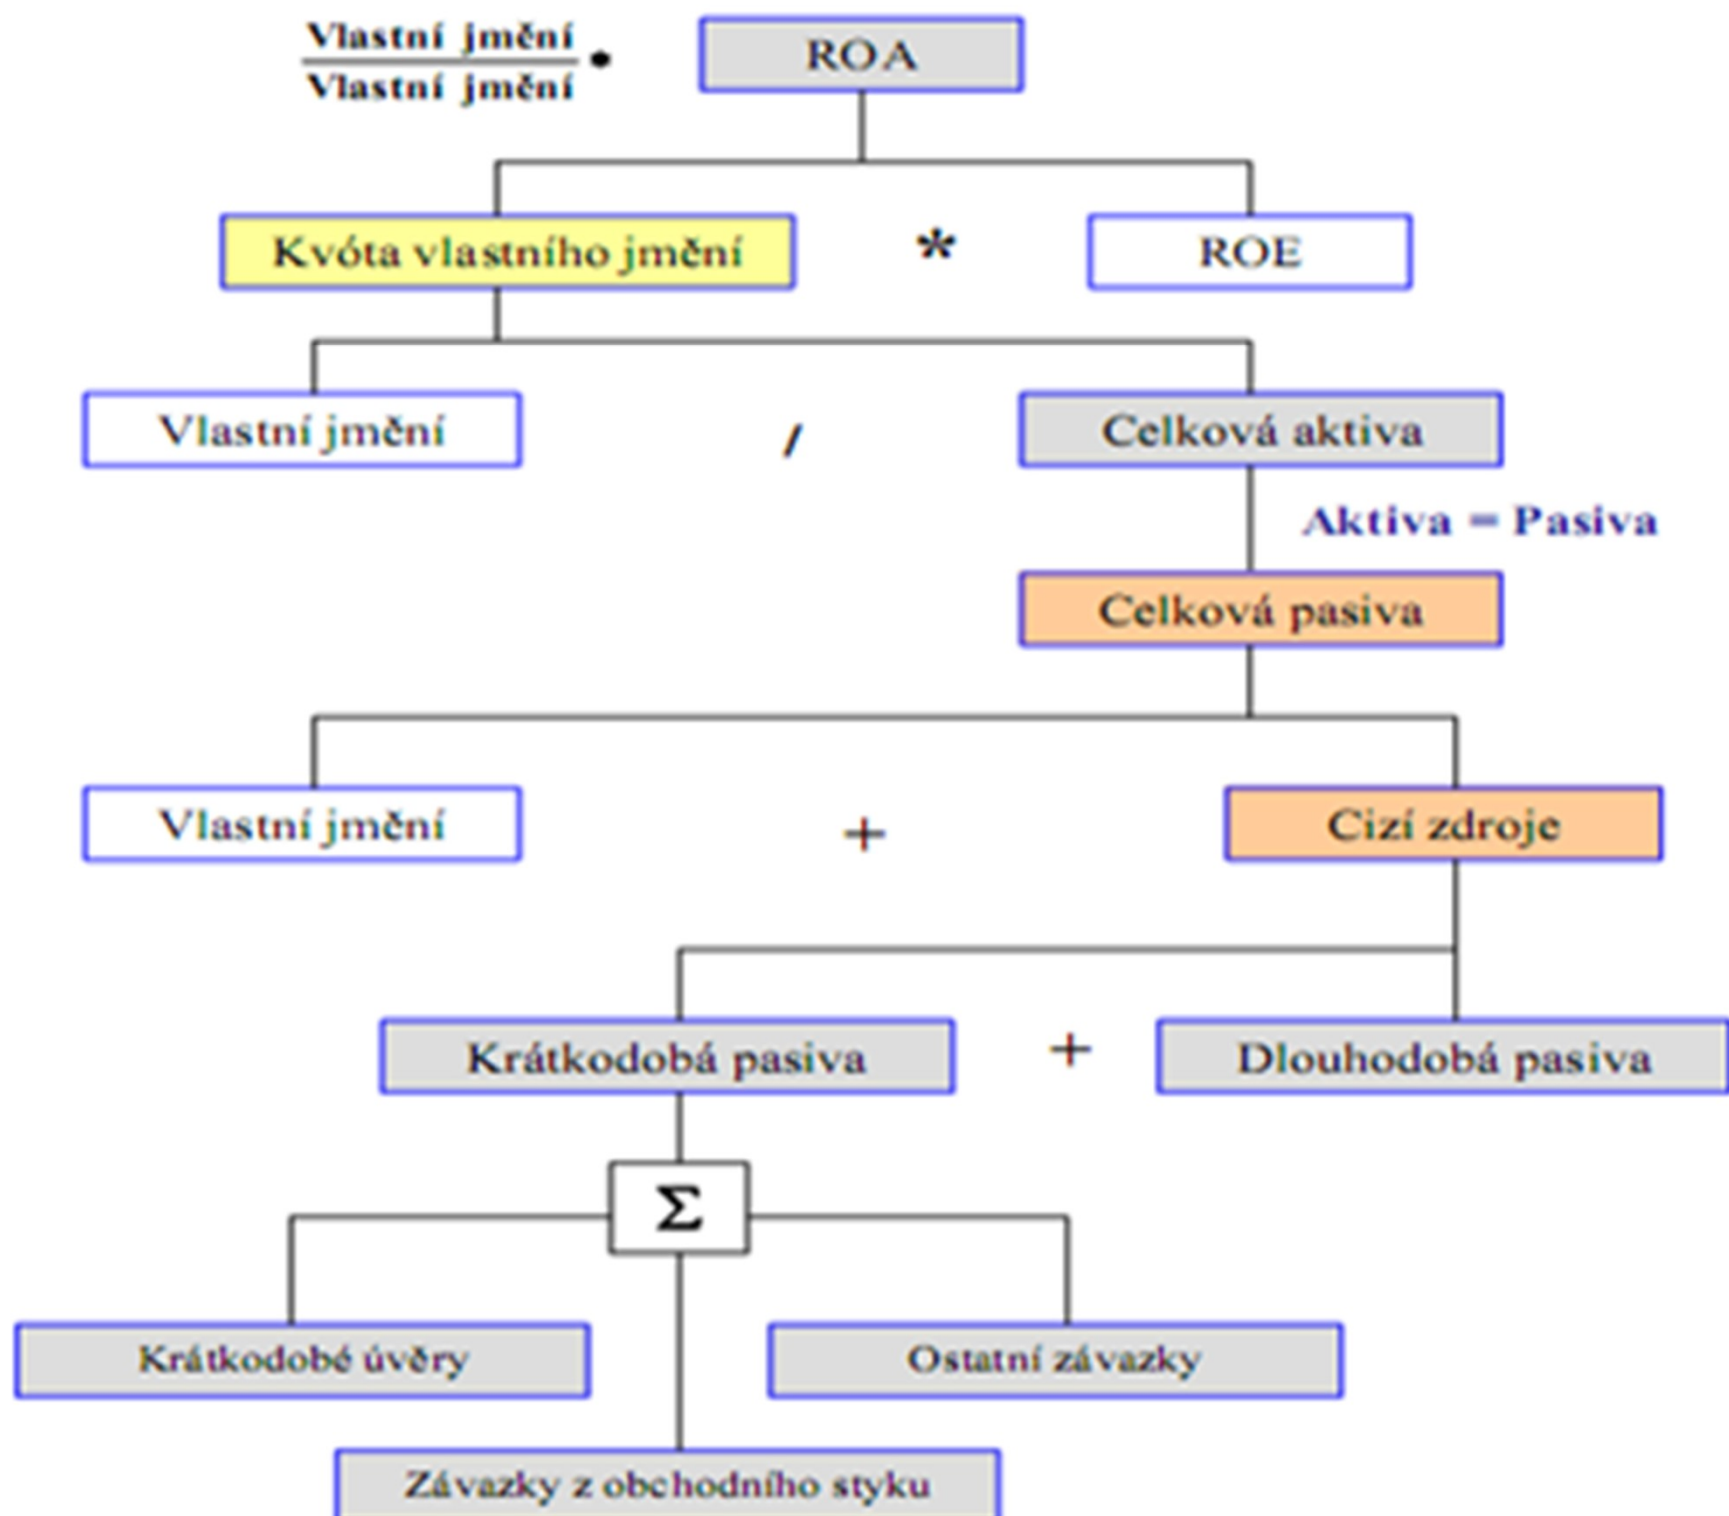 Vlastní jmění
Vlastní jmění
•
ROA
Kvóta vlastního jmění
*
ROE
Vlastní jmění
/
Celková aktiva
Aktiva = Pasiva
Celková pasiva
Vlastní jmění
+
Cizí zdroje
Krátkodobá pasiva
+
Dlouhodobá pasiva
Σ
Krátkodobé úvěry
Ostatní závazky
Závazky z obchodního styku